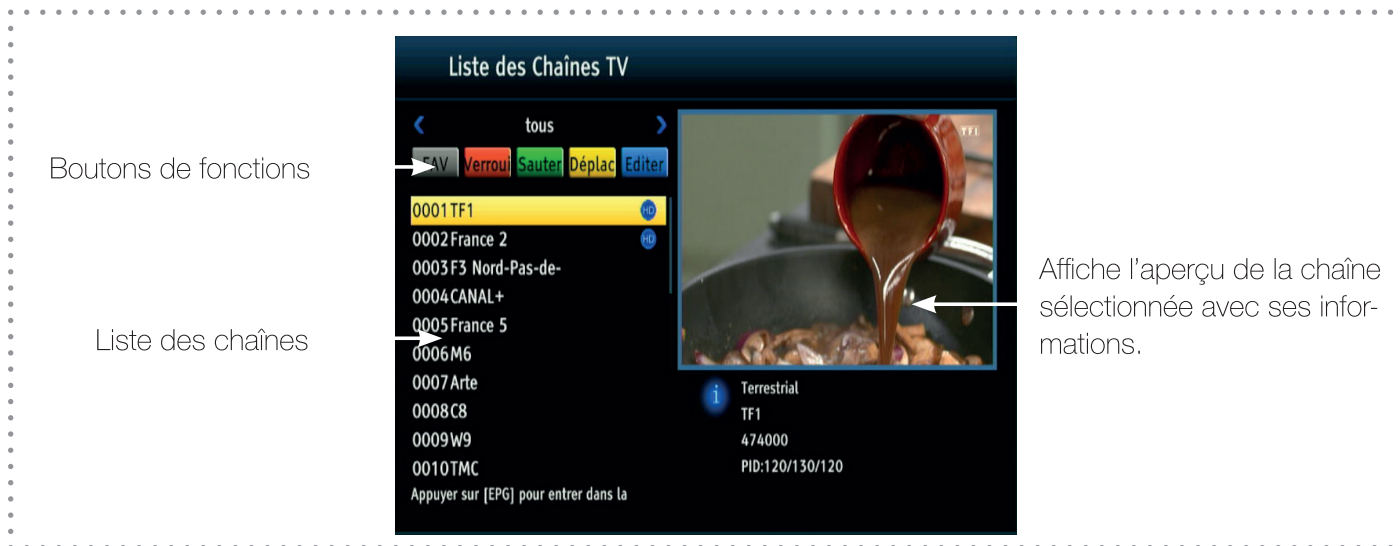 Liste des Chaînes TV
tous
FAV Verroui Sauter Déplac Editer
Boutons de fonctions
0001 TF1 HD
0002 France 2 HD
0003 F3 Nord-Pas-de-
0004 CANAL+
0005 France 5
0006 M6
0007 Arte
0008 C8
0009 W9
0010 TMC
Appuyer sur [EPG] pour entrer dans la
Liste des chaînes
TF1
i
Terrestrial
TF1
474000
PID:120/130/120
Affiche l'aperçu de la chaîne
sélectionnée avec ses infor-
mations.